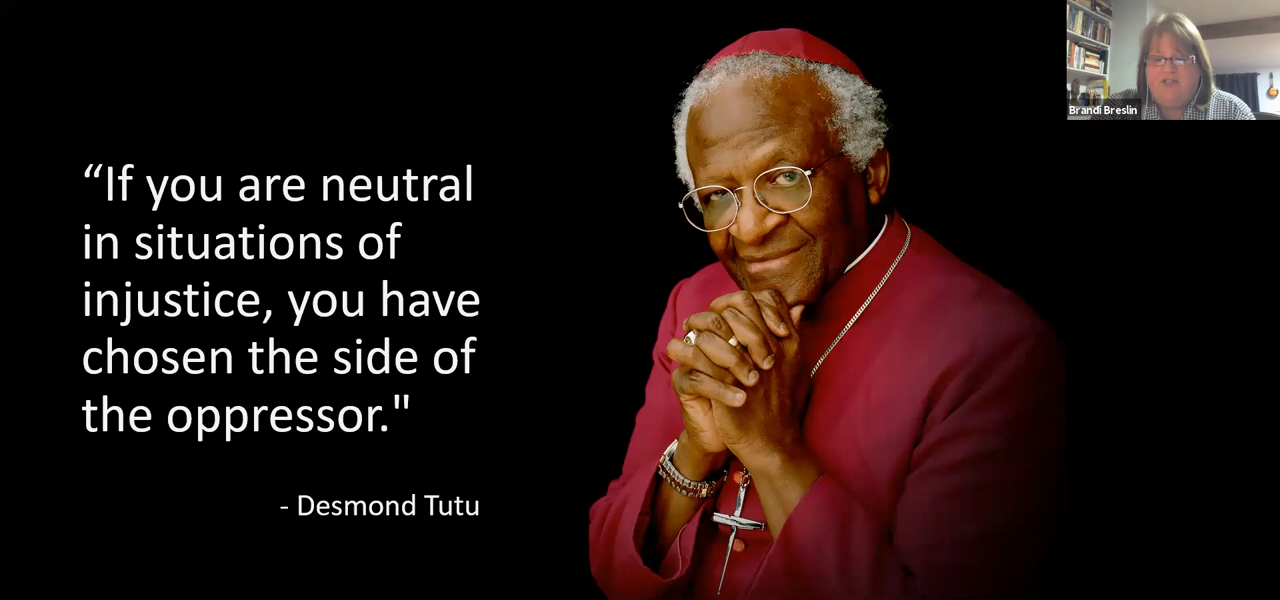 “If you are neutral
in situations of
injustice, you have
chosen the side of
the oppressor."
- Desmond Tutu
Brandi Breslin